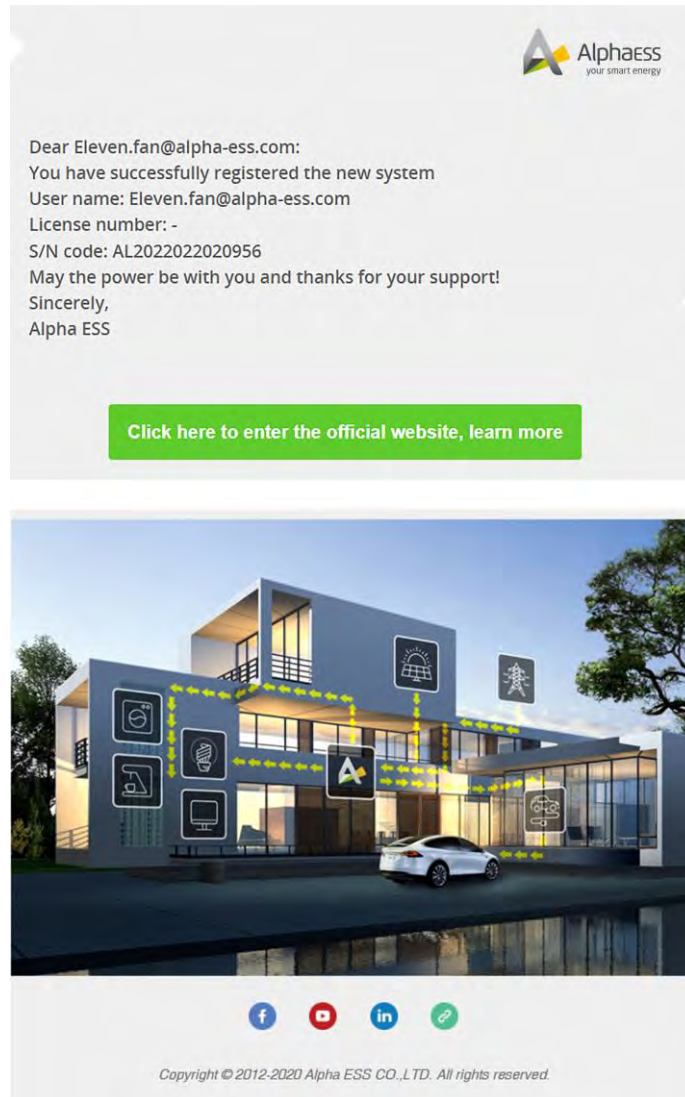 AlphaESS
your smart energy
Dear Eleven.fan@alpha-ess.com:
You have successfully registered the new system
User name: Eleven.fan@alpha-ess.com
License number: -
S/N code: AL2022022020956
May the power be with you and thanks for your support!
Sincerely,
Alpha ESS
Click here to enter the official website, learn more
f
in
Copyright © 2012-2020 Alpha ESS CO.,LTD. All rights reserved.